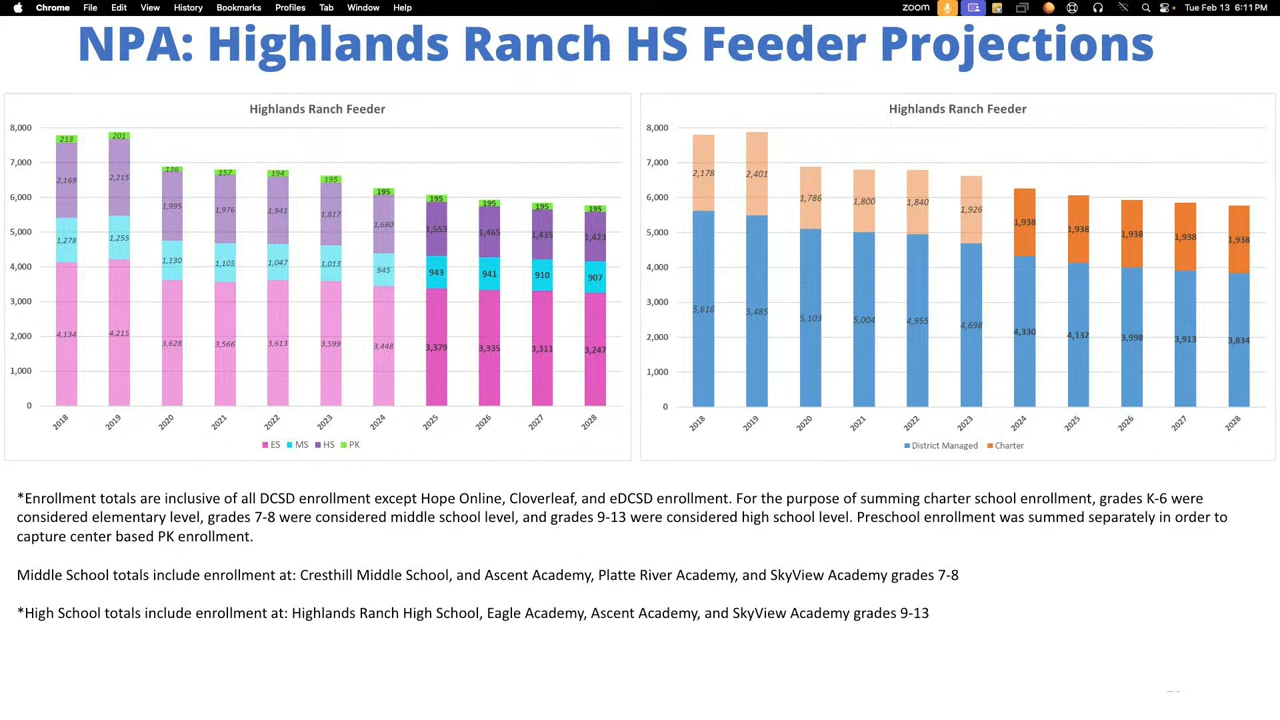 Chrome File Edit View History Bookmarks Profiles Tab Window Help zoom Tue Feb 13 6:11 PM
NPA: Highlands Ranch HS Feeder Projections
Highlands Ranch Feeder
8,000
7,000
6,000
5,000
4,000
3,000
2,000
1,000
0
213 201 136 157 194 195 195 195 195 195 195
2,169 2,215 1,995 1,976 1,941 1,817 1,680 1,553 1,465 1,435 1,423
1,278 1,255 1,130 1,105 1,047 1,013 945 943 941 910 907
4,134 4,215 3,628 3,566 3,613 3,599 3,448 3,379 3,335 3,311 3,247
2018 2019 2020 2021 2022 2023 2024 2025 2026 2027 2028
ES MS HS PK
Highlands Ranch Feeder
8,000
7,000
6,000
5,000
4,000
3,000
2,000
1,000
0
2,178 2,401 1,786 1,800 1,840 1,926 1,938 1,938 1,938 1,938 1,938
5,616 5,485 5,103 5,004 4,955 4,698 4,330 4,132 3,998 3,913 3,834
2018 2019 2020 2021 2022 2023 2024 2025 2026 2027 2028
District Managed Charter
*Enrollment totals are inclusive of all DCSD enrollment except Hope Online, Cloverleaf, and eDCSD enrollment. For the purpose of summing charter school enrollment, grades K-6 were
considered elementary level, grades 7-8 were considered middle school level, and grades 9-13 were considered high school level. Preschool enrollment was summed separately in order to
capture center based PK enrollment.
Middle School totals include enrollment at: Cresthill Middle School, and Ascent Academy, Platte River Academy, and SkyView Academy grades 7-8
*High School totals include enrollment at: Highlands Ranch High School, Eagle Academy, Ascent Academy, and SkyView Academy grades 9-13